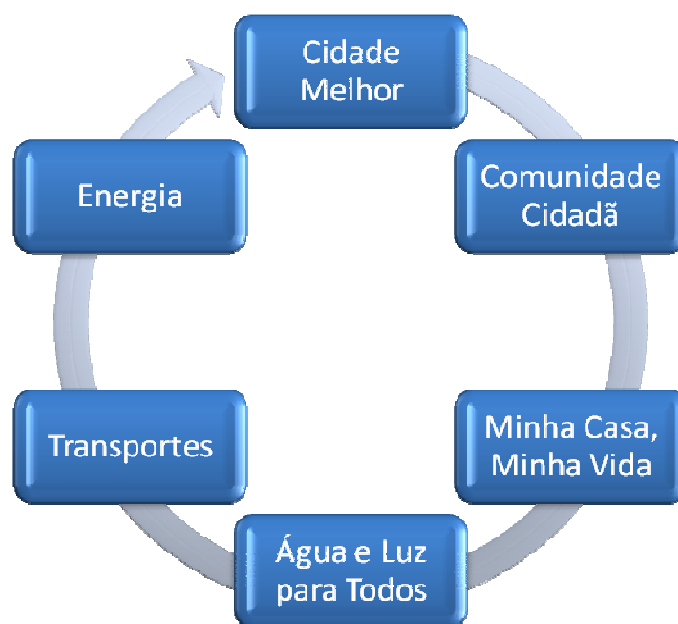 Cidade
Melhor
Comunidade
Cidadã
Minha Casa,
Minha Vida
Água e Luz
para Todos
Transportes
Energia